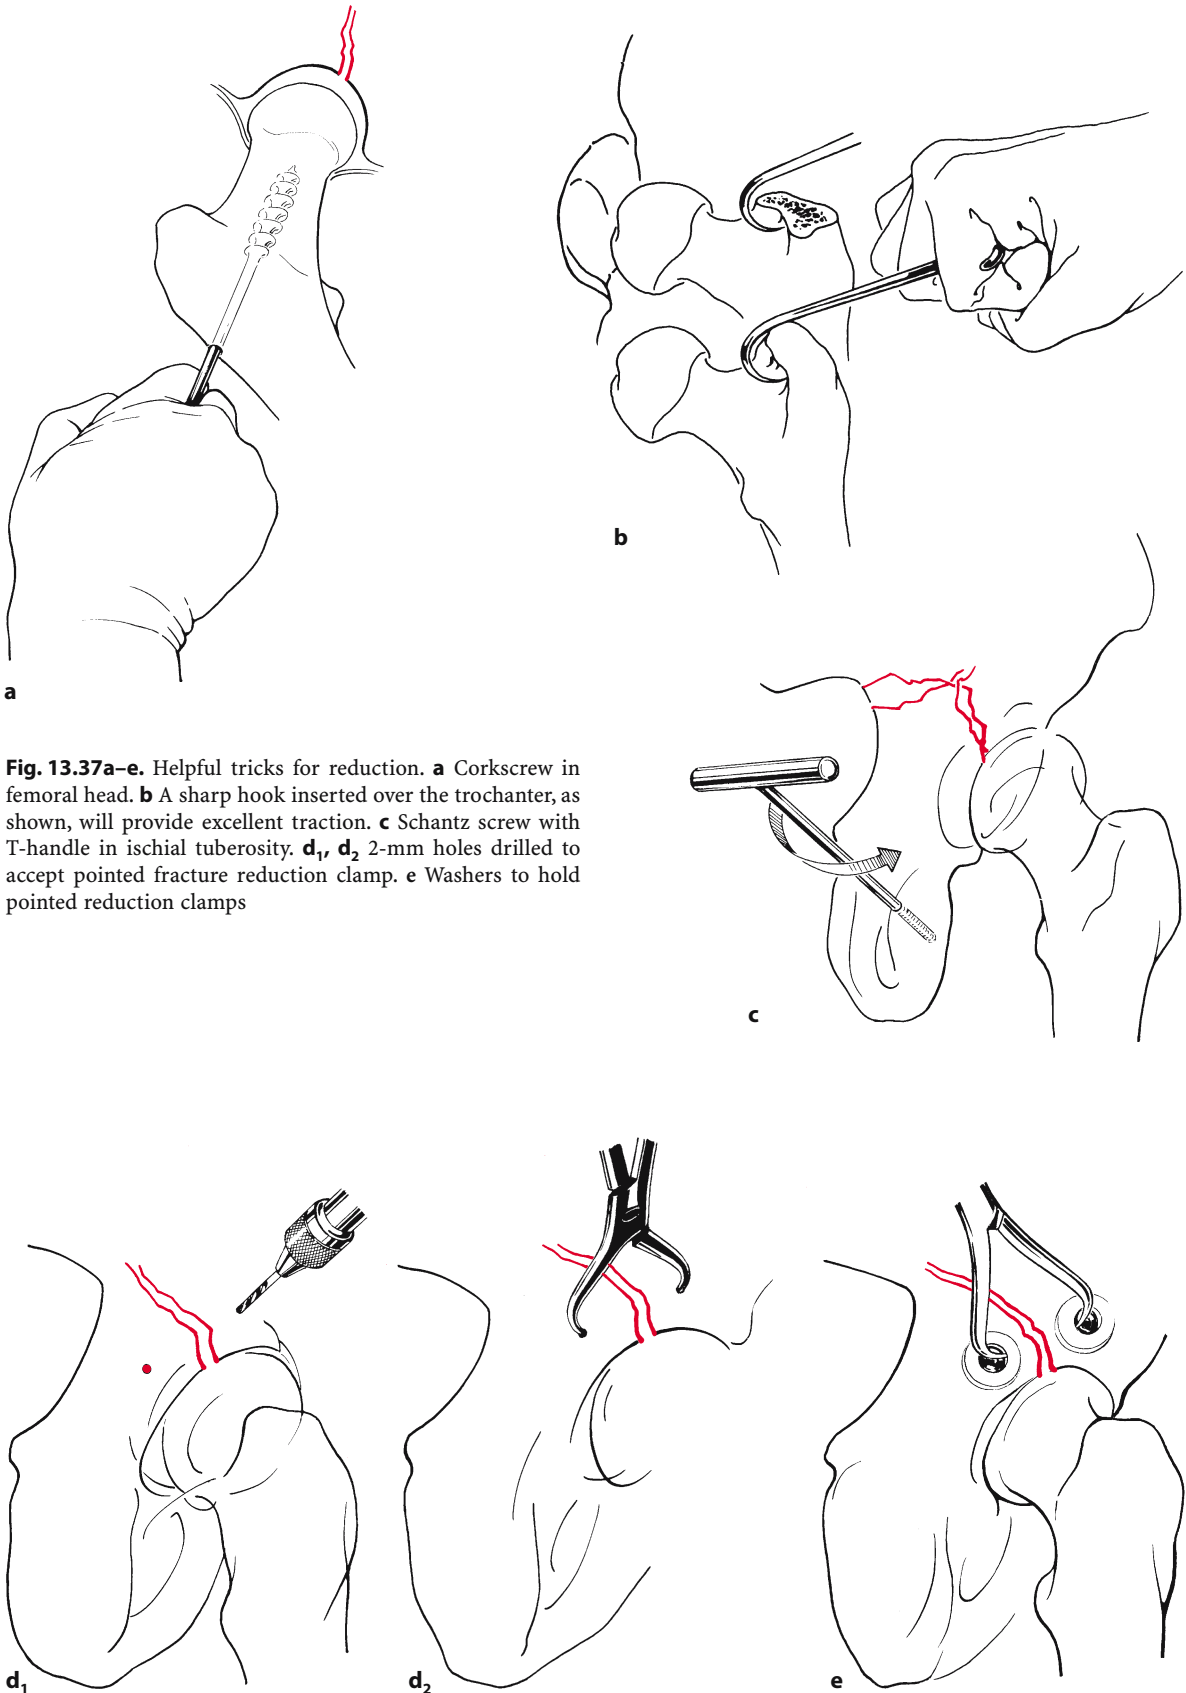 a
b
Fig. 13.37a–e. Helpful tricks for reduction. a Corkscrew in
femoral head. b A sharp hook inserted over the trochanter, as
shown, will provide excellent traction. c Schantz screw with
T-handle in ischial tuberosity. d1, d2 2-mm holes drilled to
accept pointed fracture reduction clamp. e Washers to hold
pointed reduction clamps
c
d1
d2
e